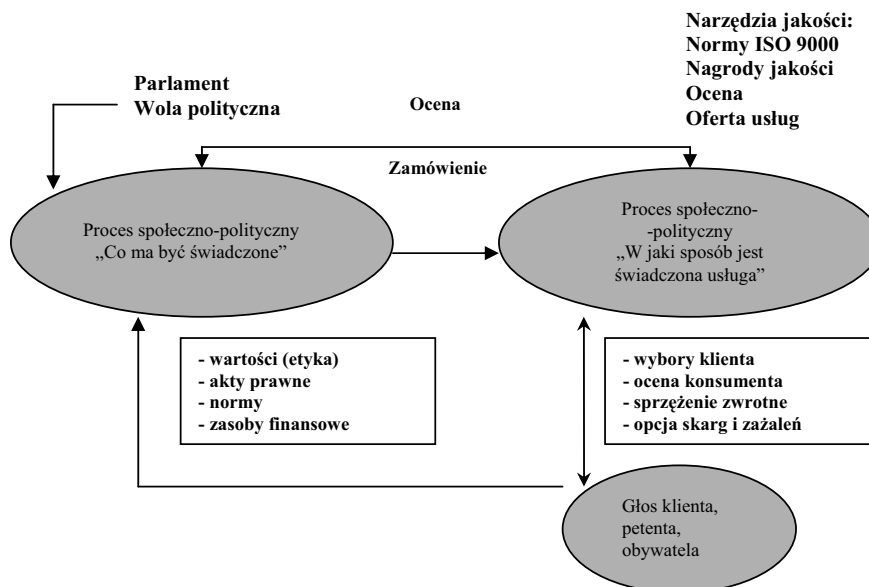 Narzędzia jakości:
Normy ISO 9000
Nagrody jakości
Ocena
Oferta usług
Parlament
Wola polityczna
Ocena
Zamówienie
Proces społeczno-polityczny
„Co ma być świadczone”
Proces społeczno-
-polityczny
„W jaki sposób jest
świadczona usługa”
- wartości (etyka)
- akty prawne
- normy
- zasoby finansowe
- wybory klienta
- ocena konsumenta
- sprzężenie zwrotne
- opcja skarg i zażaleń
Głos klienta,
petenta,
obywatela